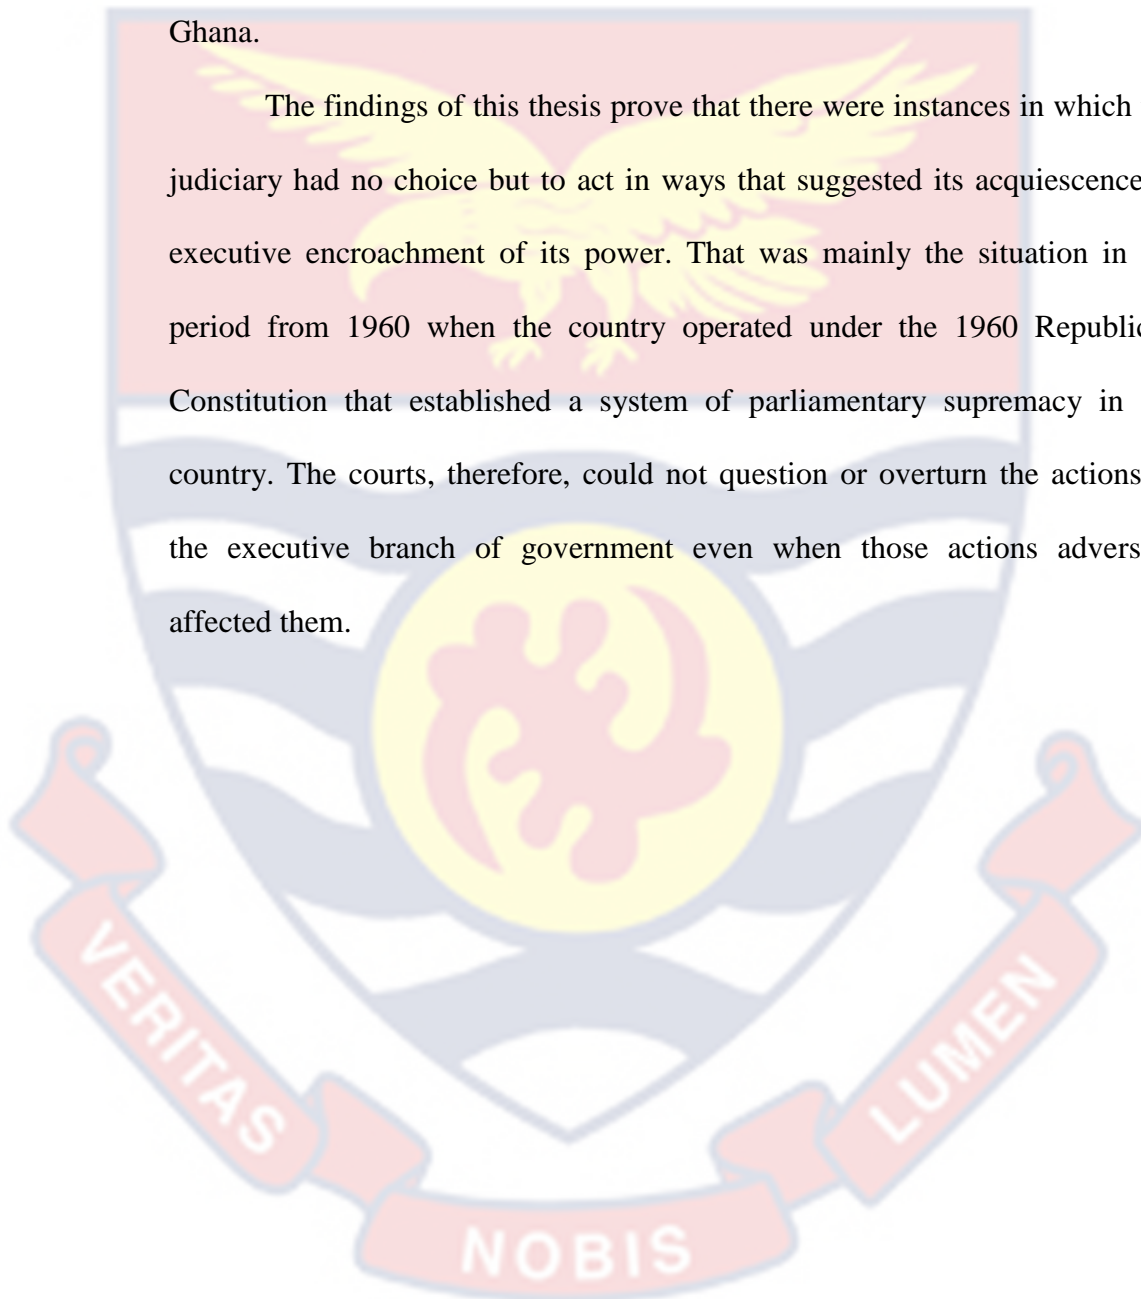 Ghana.
The findings of this thesis prove that there were instances in which
judiciary had no choice but to act in ways that suggested its acquiescence
executive encroachment of its power. That was mainly the situation in
period from 1960 when the country operated under the 1960 Republic
Constitution that established a system of parliamentary supremacy in
country. The courts, therefore, could not question or overturn the actions
the executive branch of government even when those actions advers
affected them.
VERITAS
NOBIS
LUMEN